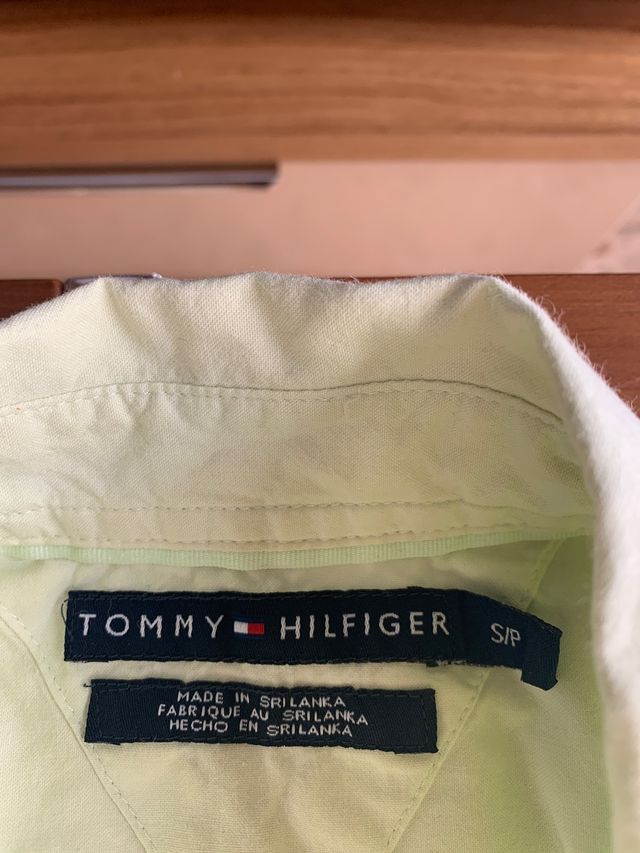 TOMMY HILFIGER S/P
MADE IN SRILANKA
FABRIQUE AU SRILANKA
HECHO EN SRILANKA